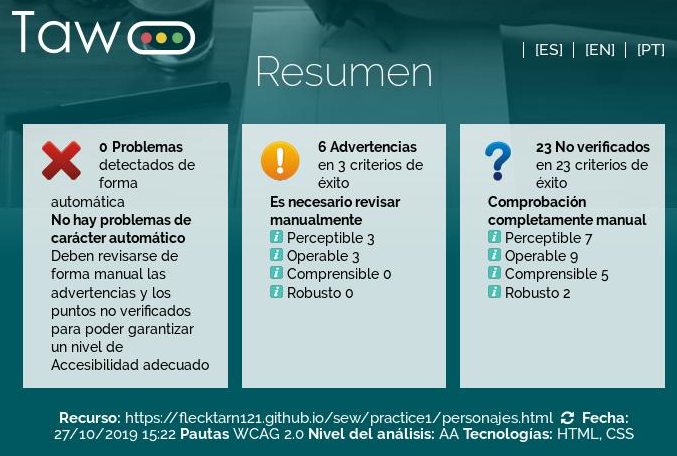 Taw
[ES] [EN] [PT]
Resumen
0 Problemas
detectados de
forma
automática
No hay problemas de
carácter automático
Deben revisarse de
forma manual las
advertencias y los
puntos no verificados
para poder garantizar
un nivel de
Accesibilidad adecuado
6 Advertencias
en 3 criterios de
éxito
Es necesario revisar
manualmente
Perceptible 3
Operable 3
Comprensible 0
Robusto 0
23 No verificados
en 23 criterios de
éxito
Comprobación
completamente manual
Perceptible 7
Operable 9
Comprensible 5
Robusto 2
Recurso: https://flecktarn121.github.io/sew/practice1/personajes.html Fecha:
27/10/2019 15:22 Pautas WCAG 2.0 Nivel del análisis: AA Tecnologías: HTML, CSS